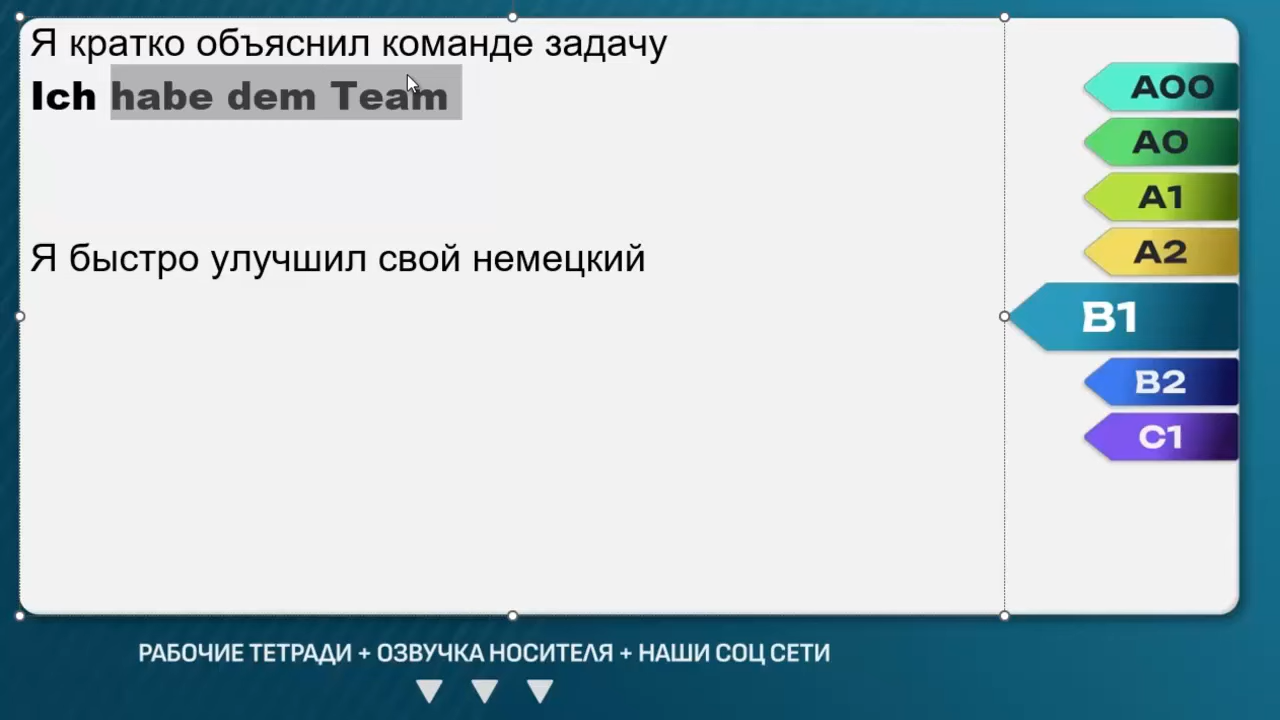 Я кратко объяснил команде задачу
Ich habe dem Team
Я быстро улучшил свой немецкий
A00
A0
A1
A2
B1
B2
C1
РАБОЧИЕ ТЕТРАДИ + ОЗВУЧКА НОСИТЕЛЯ + НАШИ СОЦ СЕТИ